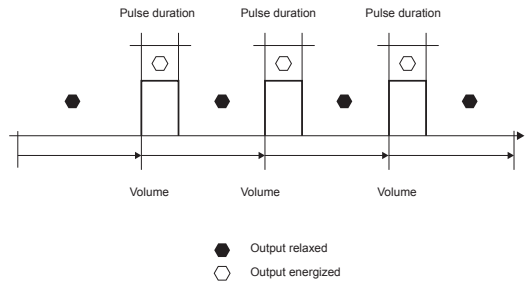 Pulse duration Pulse duration Pulse duration
Volume Volume Volume
Output relaxed
Output energized